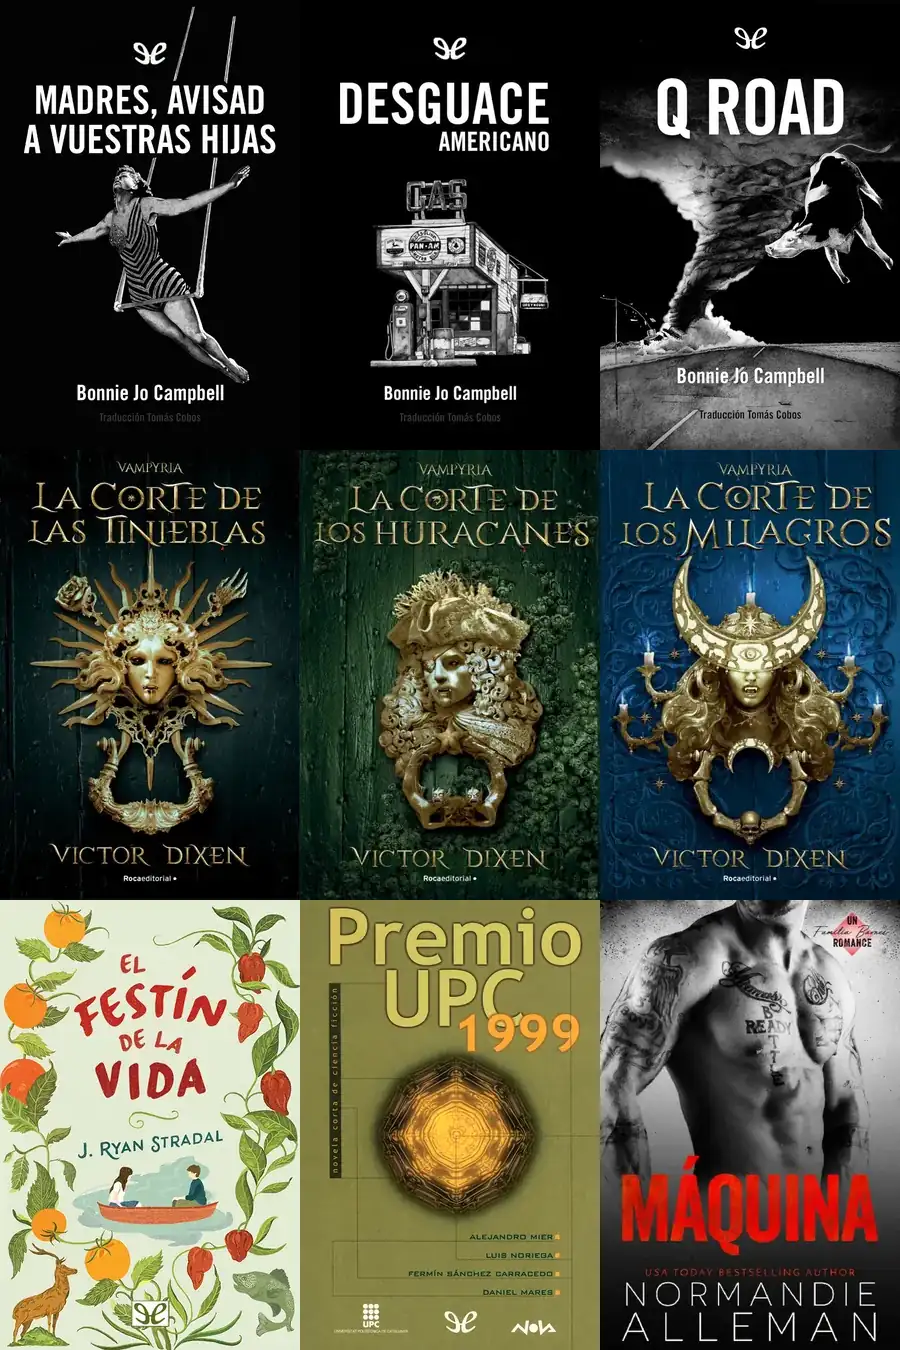 MADRES, AVISAD
A VUESTRAS HIJAS
Bonnie Jo Campbell
Traducción Tomás Cobos
DESGUACE
AMERICANO
GAS
PAN-AM
Bonnie Jo Campbell
Traducción Tomás Cobos
Q ROAD
Bonnie Jo Campbell
Traducción Tomás Cobos
VAMPYRIA
LA CORTE DE
LAS TINIEBLAS
VICTOR DIXEN
Rocaeditorial
VAMPYRIA
LA CORTE DE
LOS HURACANES
VICTOR DIXEN
Rocaeditorial
VAMPYRIA
LA CORTE DE
LOS MILAGROS
VICTOR DIXEN
Rocaeditorial
EL
FESTÍN
DE LA
VIDA
J. RYAN STRADAL
Premio
UPC
1999
novela corta de ciencia ficción
ALEJANDRO MIER
LUIS NORIEGA
FERMÍN SÁNCHEZ CARRACEDO
DANIEL MARES
UPC
NOVA
UN
Familia Barnes
ROMANCE
READY
MÁQUINA
USA TODAY BESTSELLING AUTHOR
NORMANDIE
ALLEMAN